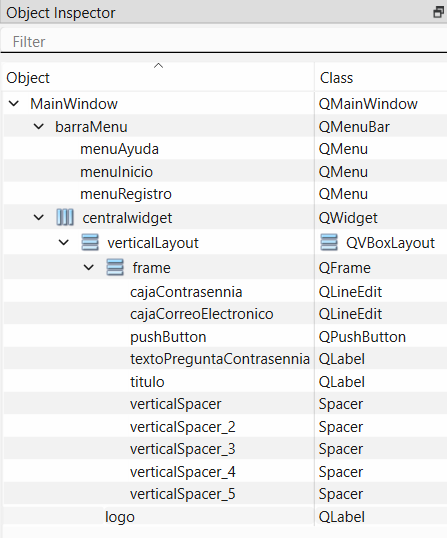 Object Inspector
Filter
Object Class
MainWindow QMainWindow
barraMenu QMenuBar
menuAyuda QMenu
menuInicio QMenu
menuRegistro QMenu
centralwidget QWidget
verticalLayout QVBoxLayout
frame QFrame
cajaContrasennia QLineEdit
cajaCorreoElectronico QLineEdit
pushButton QPushButton
textoPreguntaContrasennia QLabel
titulo QLabel
verticalSpacer Spacer
verticalSpacer_2 Spacer
verticalSpacer_3 Spacer
verticalSpacer_4 Spacer
verticalSpacer_5 Spacer
logo QLabel